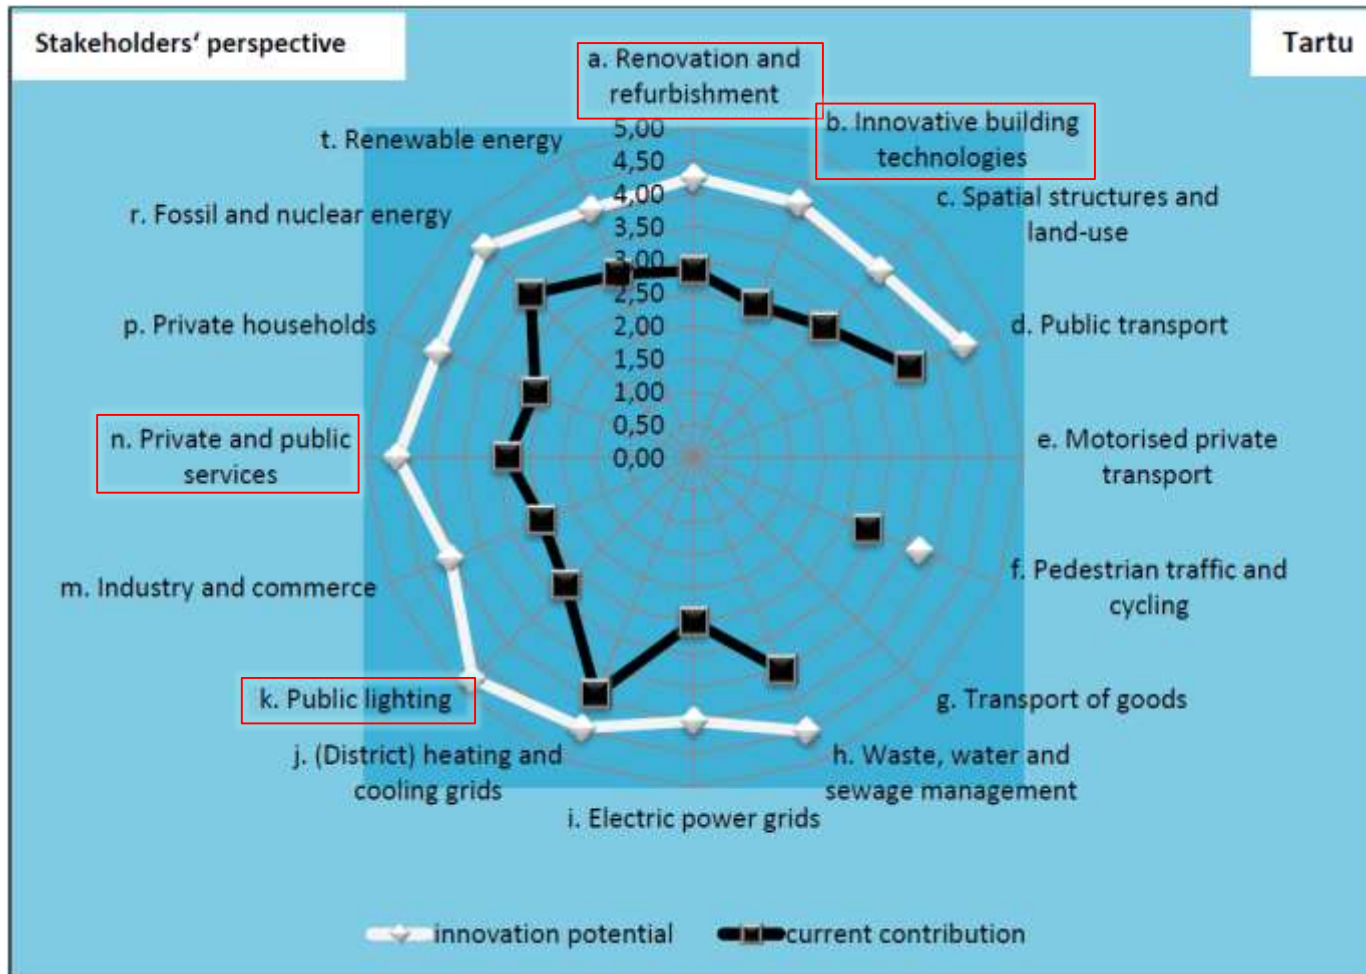 Stakeholders‘ perspective
Tartu
a. Renovation and
refurbishment
b. Innovative building
technologies
c. Spatial structures and
land-use
d. Public transport
e. Motorised private
transport
f. Pedestrian traffic and
cycling
g. Transport of goods
h. Waste, water and
sewage management
i. Electric power grids
j. (District) heating and
cooling grids
k. Public lighting
m. Industry and commerce
n. Private and public
services
p. Private households
r. Fossil and nuclear energy
t. Renewable energy
5,00
4,50
4,00
3,50
3,00
2,50
2,00
1,50
1,00
0,50
0,00
innovation potential
current contribution